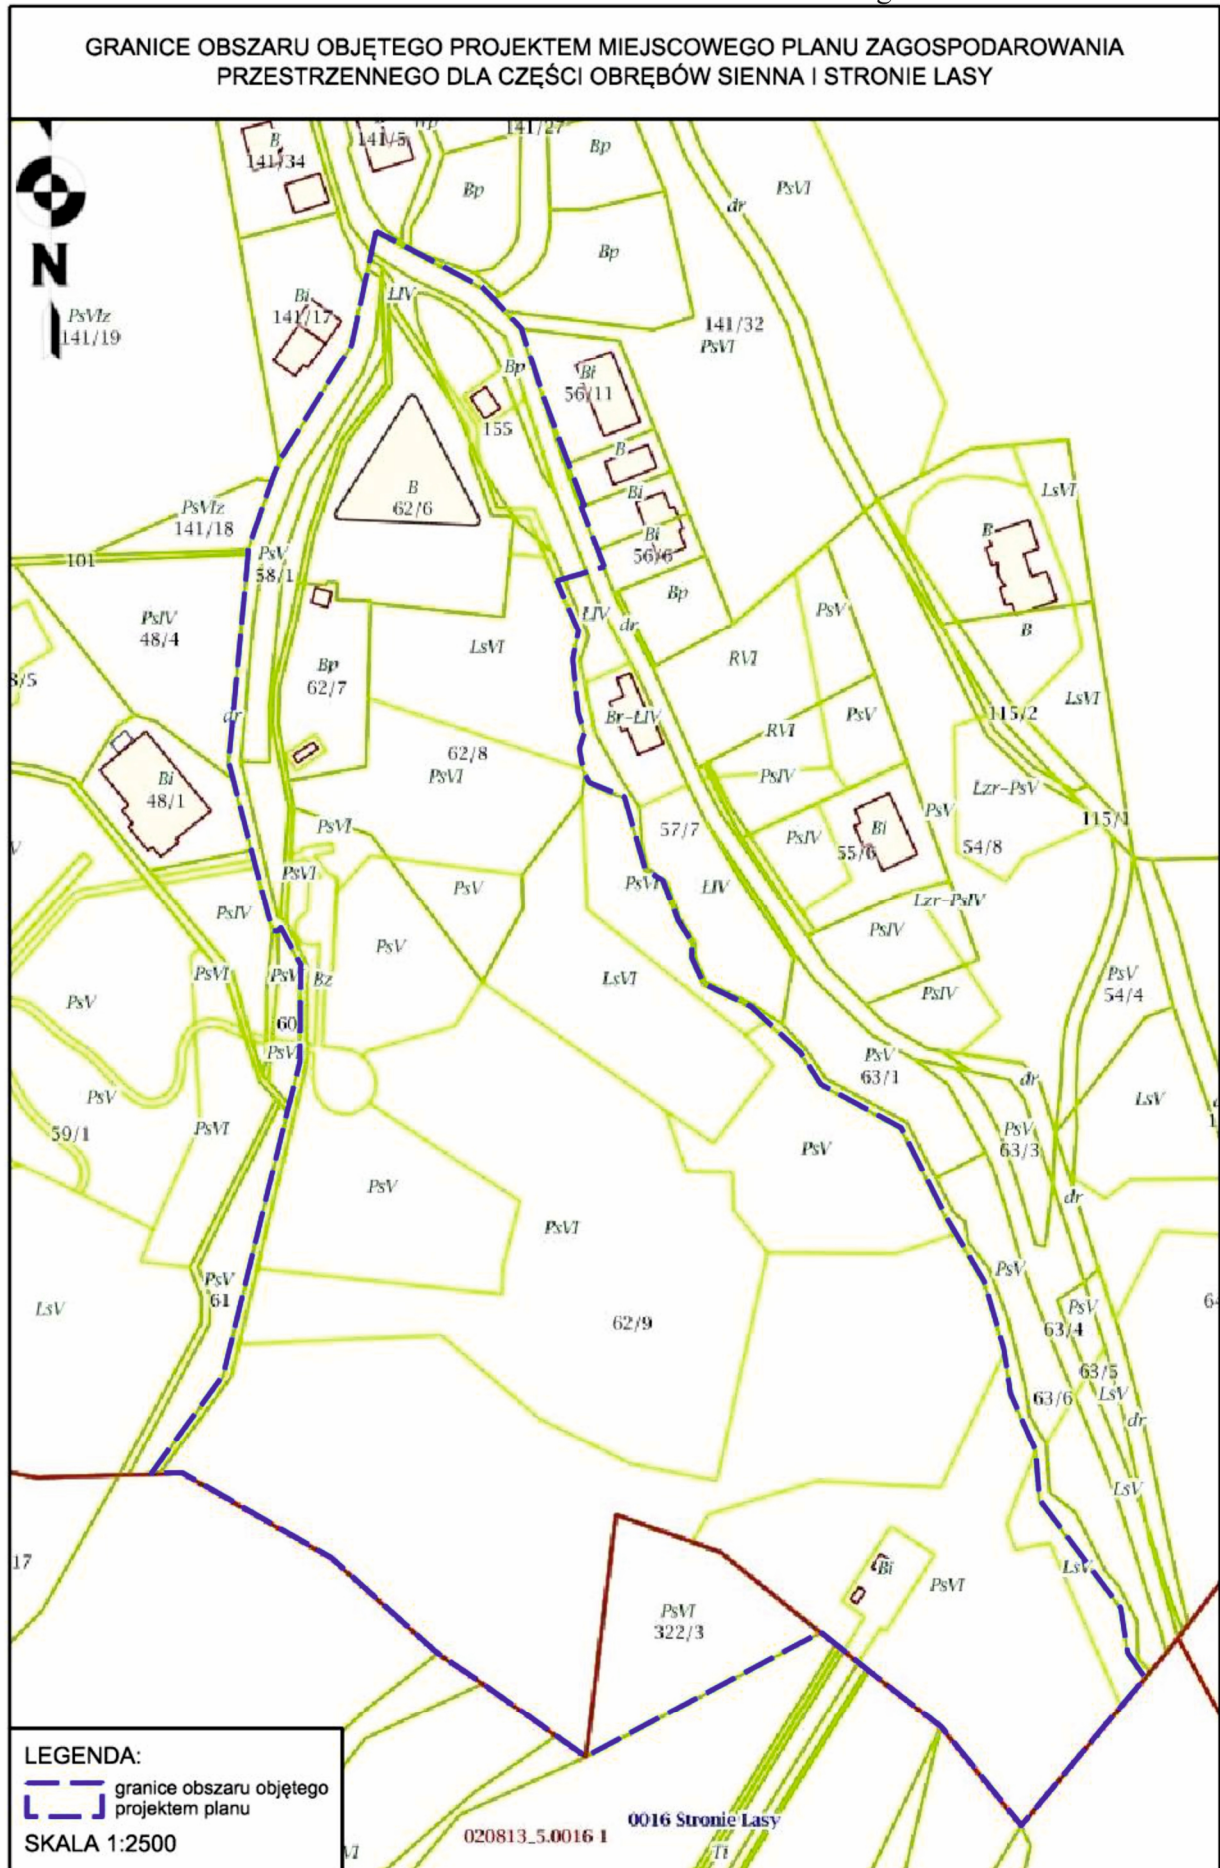 GRANICE OBSZARU OBJĘTEGO PROJEKTEM MIEJSCOWEGO PLANU ZAGOSPODAROWANIA
PRZESTRZENNEGO DLA CZĘŚCI OBRĘBÓW SIENNA I STRONIE LASY
141/27
B
141/34
141/5
Bp
Bp
dr
PsVI
N
Bp
PsVIz
141/19
Bi
141/17
ŁIV
141/32
PsVI
Bp
Bi
56/11
155
B
B
62/6
Bi
LsVI
PsVIz
141/18
Bi
56/6
B
101
PsV
58/1
Bp
PsIV
48/4
ŁIV
dr
PsV
B
LsVI
RVI
Bp
62/7
LsVI
dr
Br-ŁIV
PsV
115/2
RVI
62/8
PsVI
PsIV
Lzr-PsV
Bi
48/1
PsV
115/1
PsVI
57/7
PsIV
Bi
55/6
54/8
PsVI
PsV
PsVI
ŁIV
Lzr-PsIV
PsIV
PsIV
PsV
PsVI
PsV
Bz
LsVI
PsIV
PsV
54/4
PsV
60
PsVI
PsV
63/1
dr
PsV
LsV
59/1
PsVI
PsV
63/3
PsV
PsV
dr
PsVI
PsV
PsV
61
LsV
62/9
PsV
63/4
63/5
LsV
63/6
dr
LsV
17
Bi
LsV
PsVI
PsVI
322/3
LEGENDA:
granice obszaru objętego
projektem planu
SKALA 1:2500
0016 Stronie Lasy
020813_5.0016 1